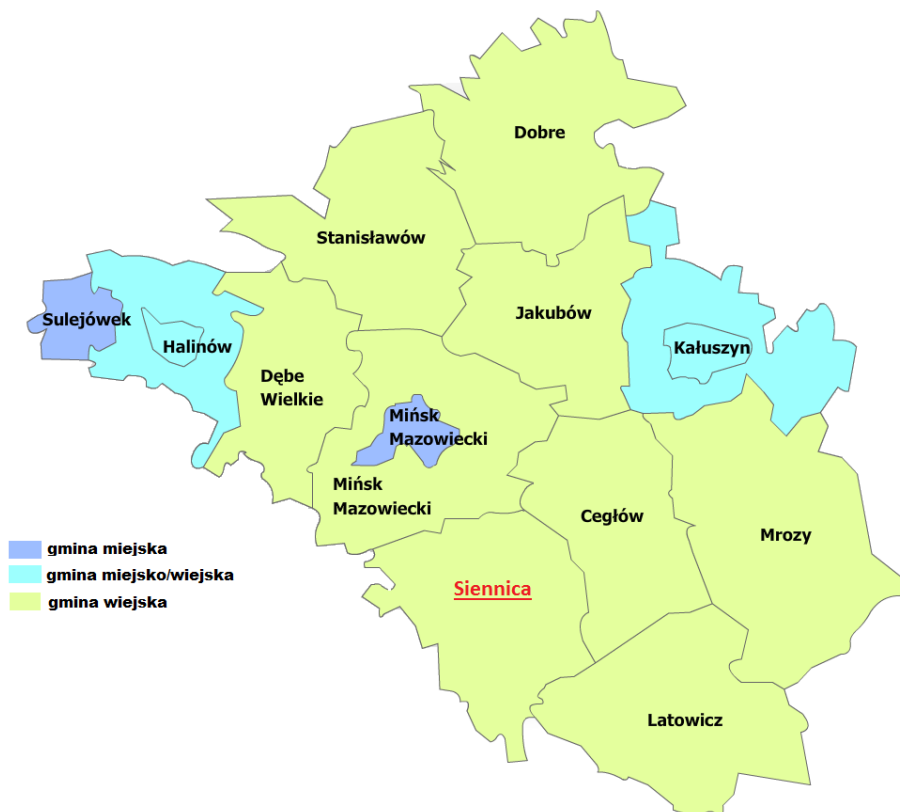 Dobre
Stanisławów
Jakubów
Sulejówek
Halinów
Kałuszyn
Dębe
Wielkie
Mińsk
Mazowiecki
Mińsk
Mazowiecki
Cegłów
Mrozy
Siennica
Latowicz
gmina miejska
gmina miejsko/wiejska
gmina wiejska